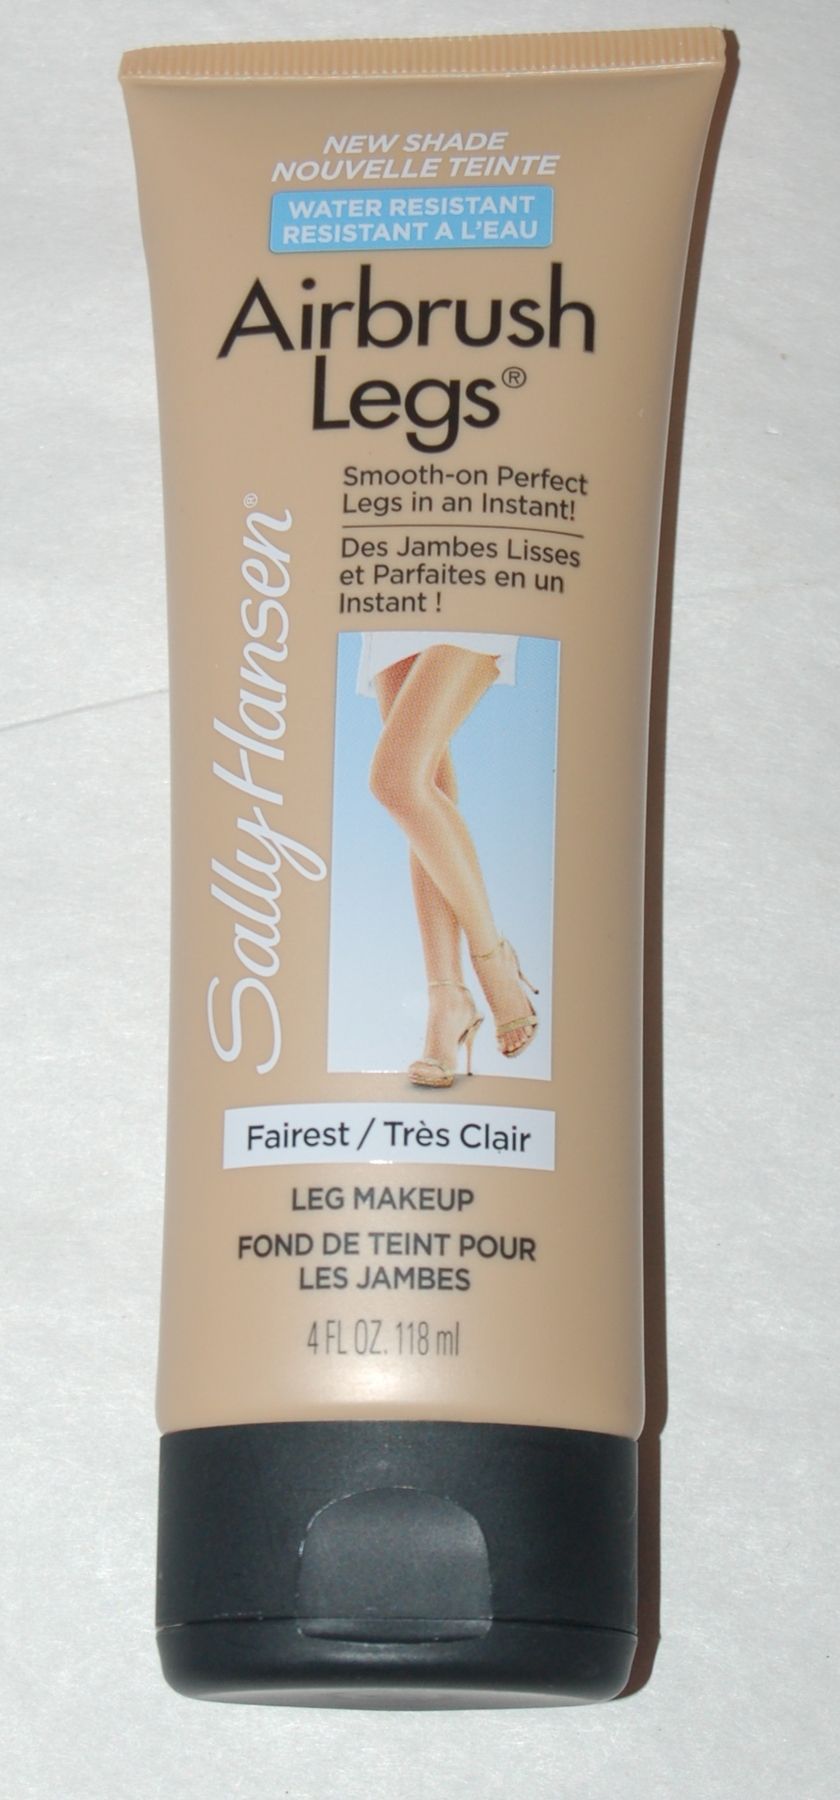 NEW SHADE
NOUVELLE TEINTE
WATER RESISTANT
RESISTANT A L'EAU
Airbrush
Legs®
Smooth-on Perfect
Legs in an Instant!
Des Jambes Lisses
et Parfaites en un
Instant !
Sally Hansen®
Fairest / Très Clair
LEG MAKEUP
FOND DE TEINT POUR
LES JAMBES
4 FL OZ. 118 ml